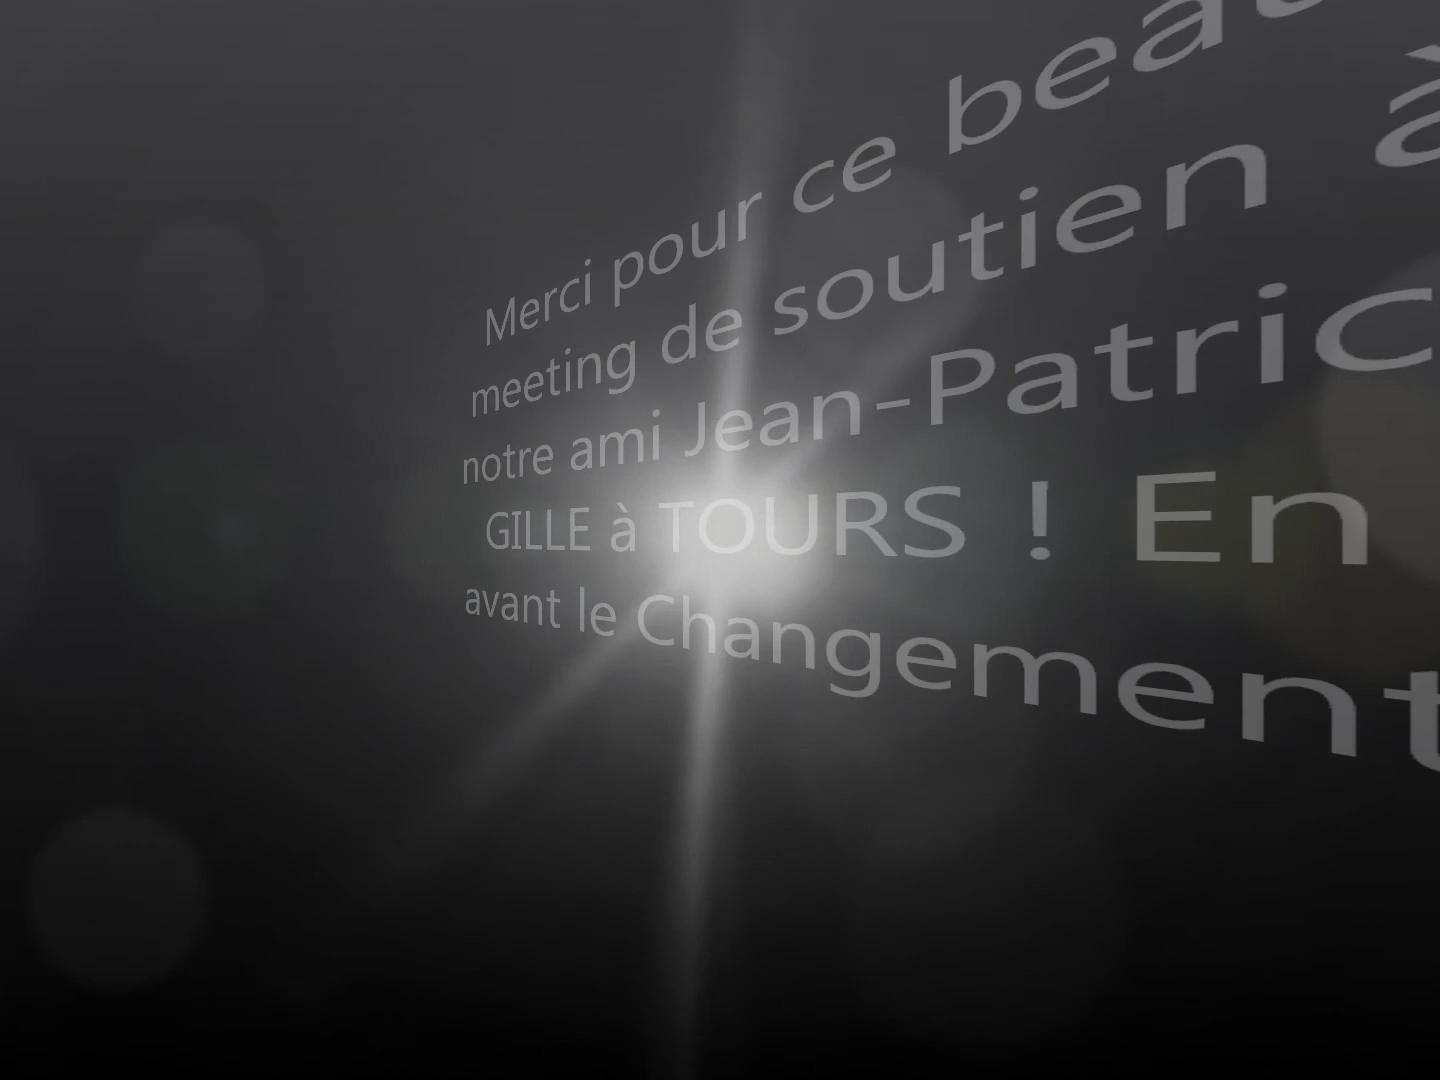 Merci pour ce beau
meeting de soutien à
notre ami Jean-Patric
GILLE à TOURS ! En
avant le Changement